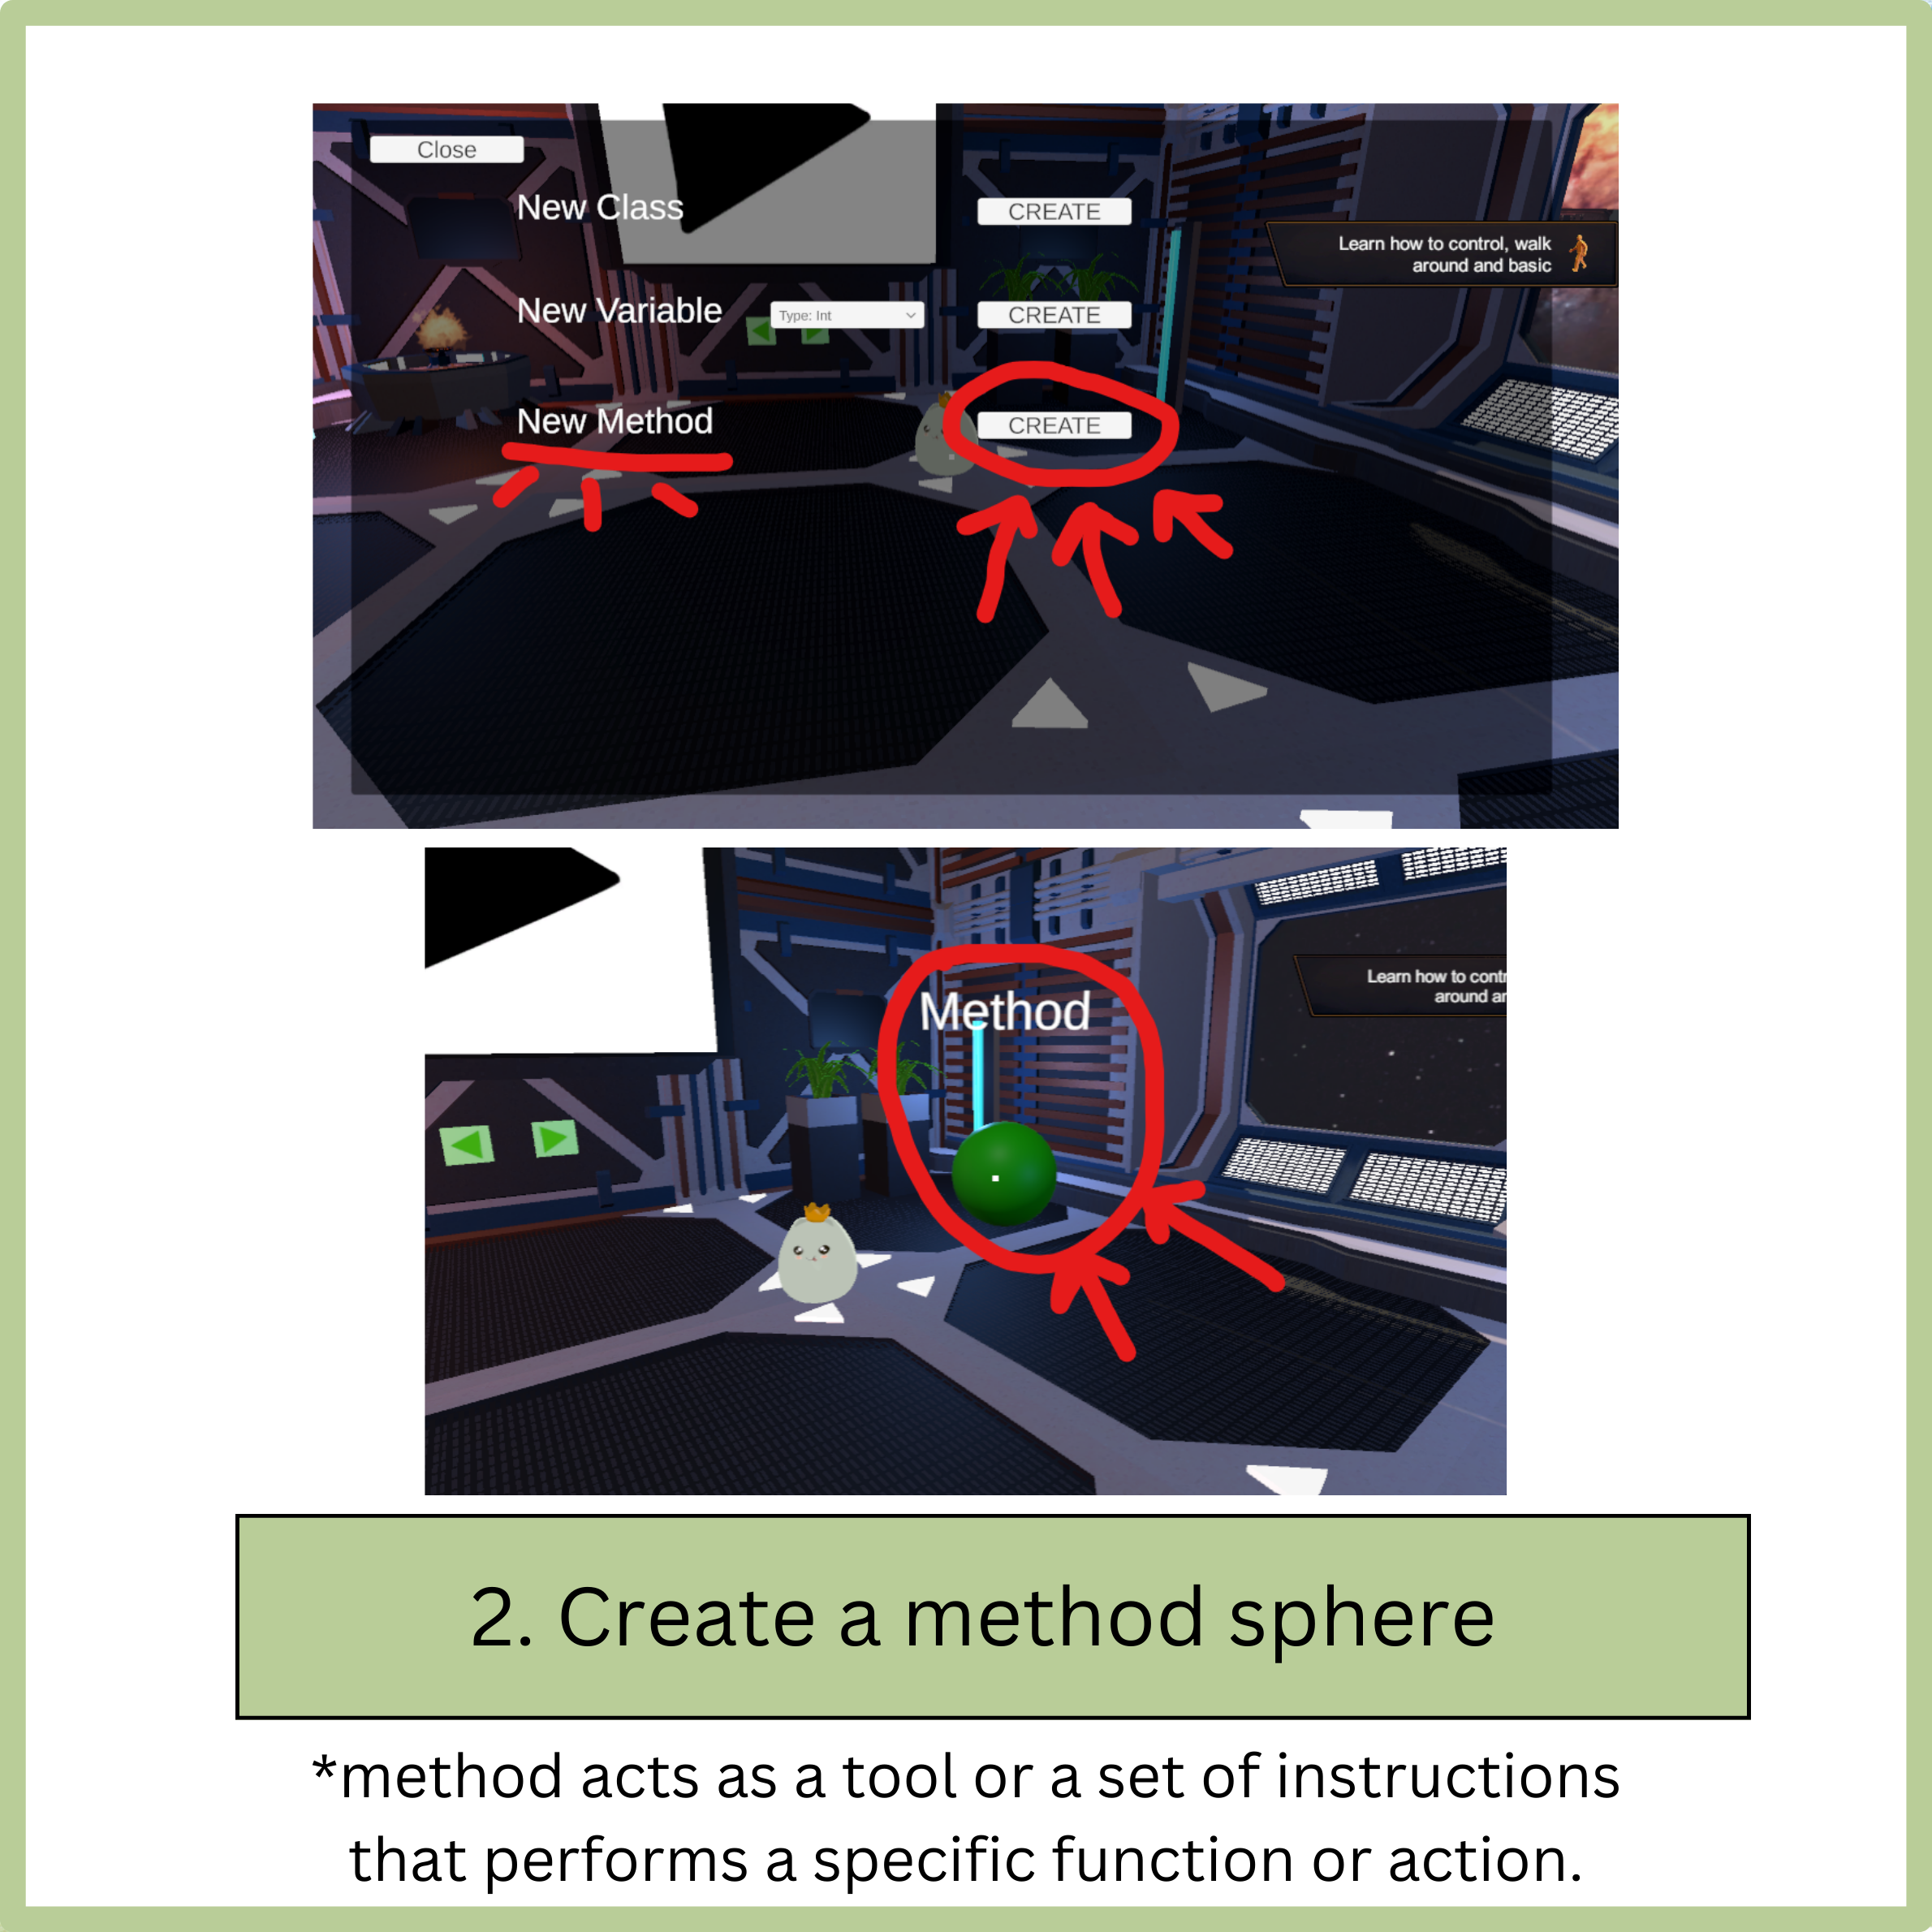 Close
New Class
CREATE
Learn how to control, walk
around and basic
New Variable
Type: Int
CREATE
New Method
CREATE
Method
Learn how to contr
around ar
2. Create a method sphere
*method acts as a tool or a set of instructions
that performs a specific function or action.